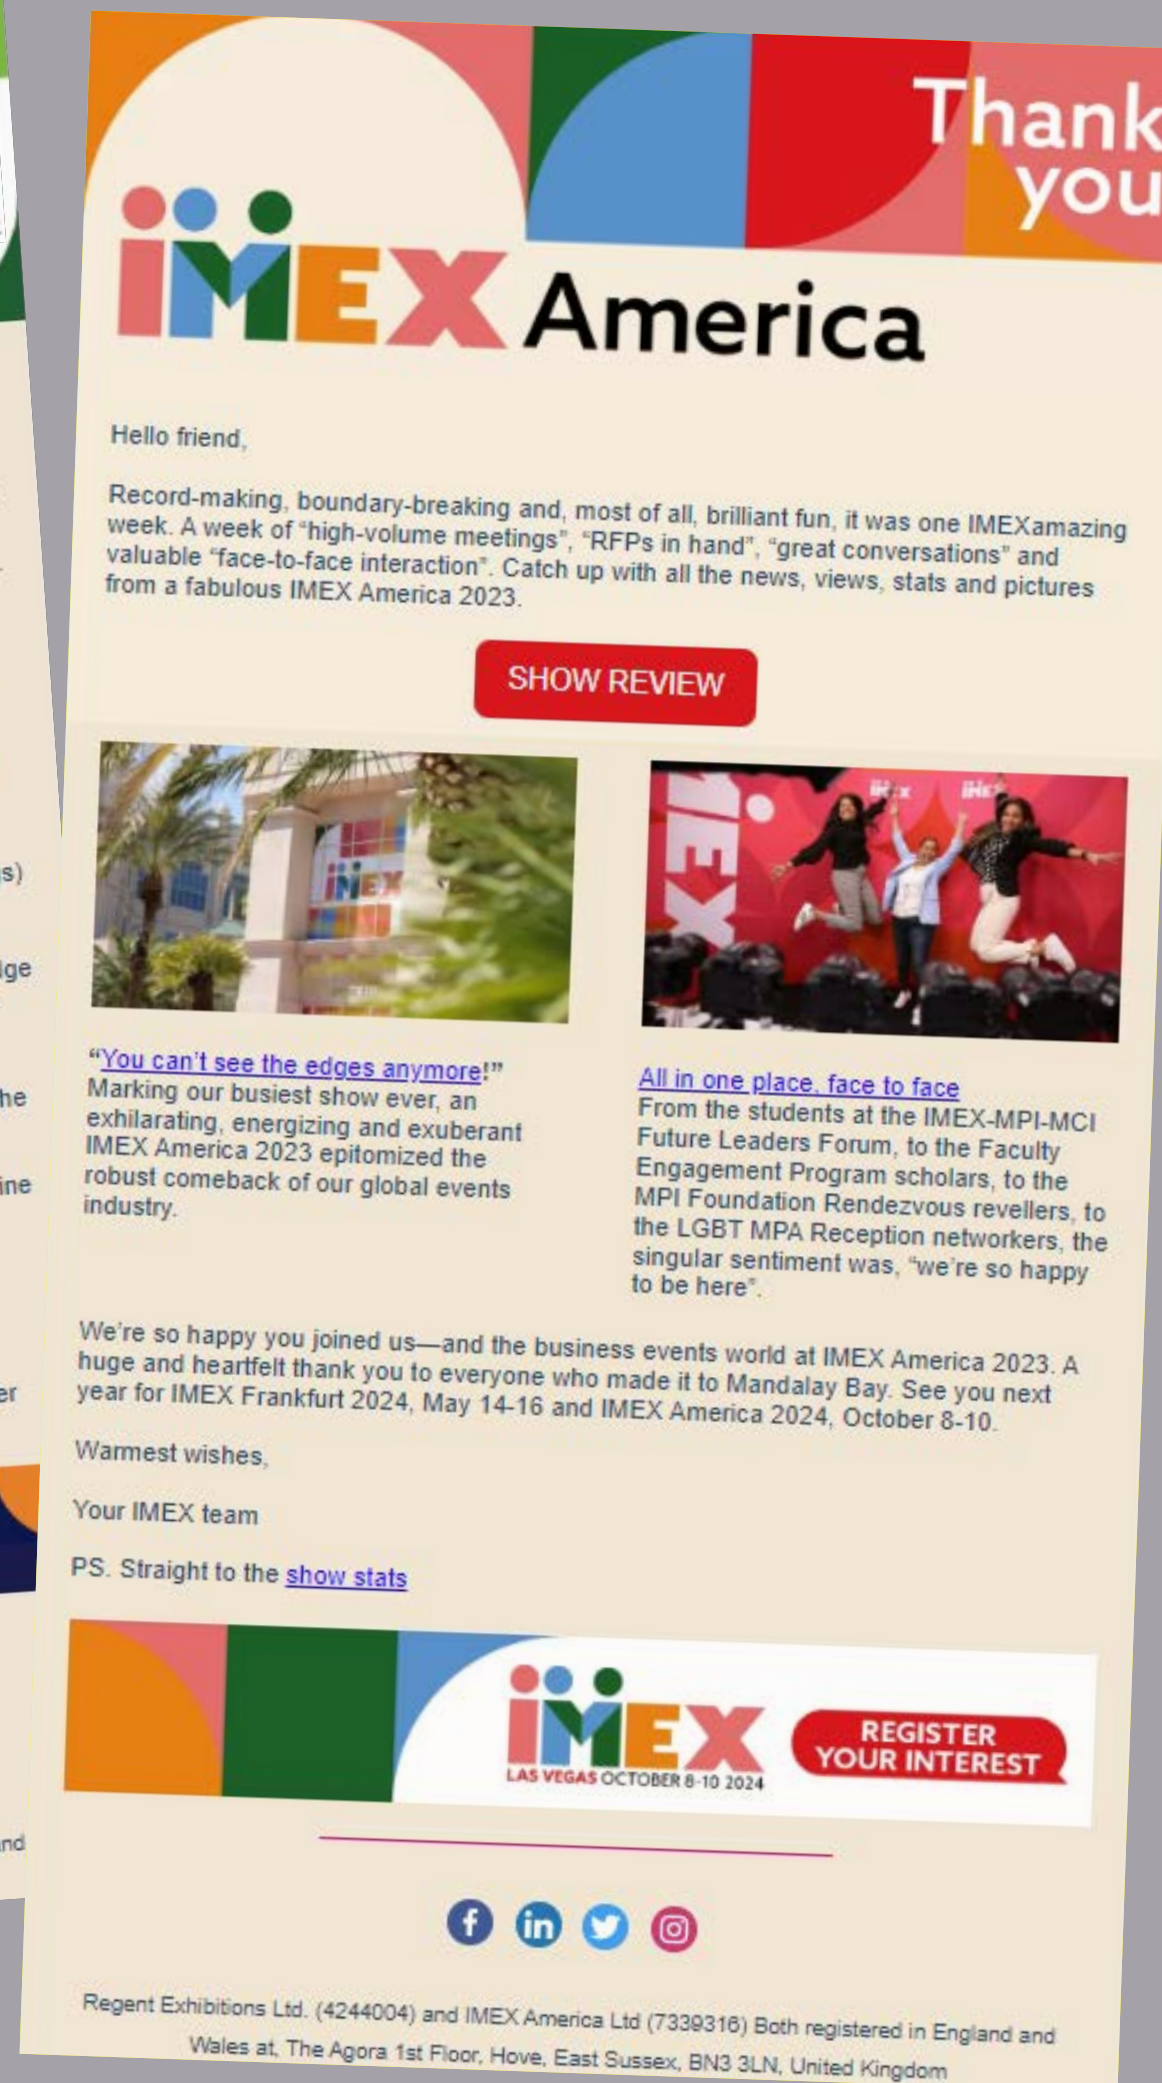 Thank
you
IMEX America
Hello friend,
Record-making, boundary-breaking and, most of all, brilliant fun, it was one IMEXamazing
week. A week of “high-volume meetings”, “RFPs in hand”, “great conversations” and
valuable “face-to-face interaction”. Catch up with all the news, views, stats and pictures
from a fabulous IMEX America 2023.
SHOW REVIEW
IMEX
IMEX
IMEX
IMEX
“You can’t see the edges anymore!”
Marking our busiest show ever, an
exhilarating, energizing and exuberant
IMEX America 2023 epitomized the
robust comeback of our global events
industry.
All in one place, face to face
From the students at the IMEX-MPI-MCI
Future Leaders Forum, to the Faculty
Engagement Program scholars, to the
MPI Foundation Rendezvous revellers, to
the LGBT MPA Reception networkers, the
singular sentiment was, “we’re so happy
to be here”.
We’re so happy you joined us—and the business events world at IMEX America 2023. A
huge and heartfelt thank you to everyone who made it to Mandalay Bay. See you next
year for IMEX Frankfurt 2024, May 14-16 and IMEX America 2024, October 8-10.
Warmest wishes,
Your IMEX team
PS. Straight to the show stats
IMEX
LAS VEGAS OCTOBER 8-10 2024
REGISTER
YOUR INTEREST
Regent Exhibitions Ltd. (4244004) and IMEX America Ltd (7339316) Both registered in England and
Wales at, The Agora 1st Floor, Hove, East Sussex, BN3 3LN, United Kingdom
s)
he
ine
er
nd